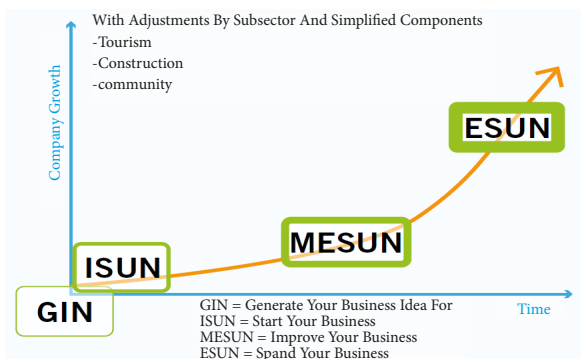 With Adjustments By Subsector And Simplified Components
-Tourism
-Construction
-community
Company Growth
ESUN
MESUN
ISUN
GIN
Time
GIN = Generate Your Business Idea For
ISUN = Start Your Business
MESUN = Improve Your Business
ESUN = Spand Your Business